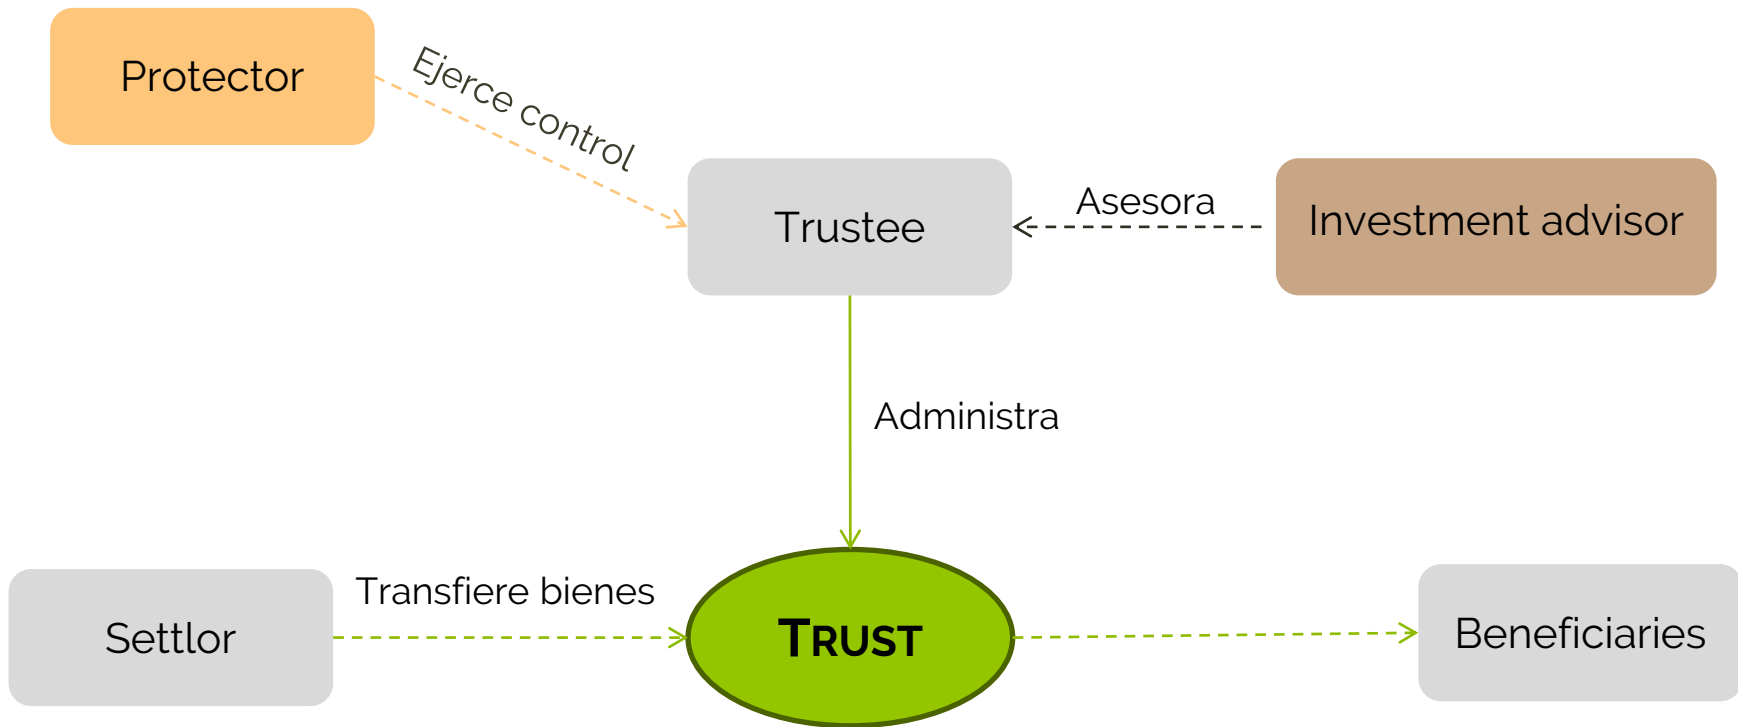 Protector
Ejerce control
Trustee
Asesora
Investment advisor
Administra
Settlor
Transfiere bienes
TRUST
Beneficiaries